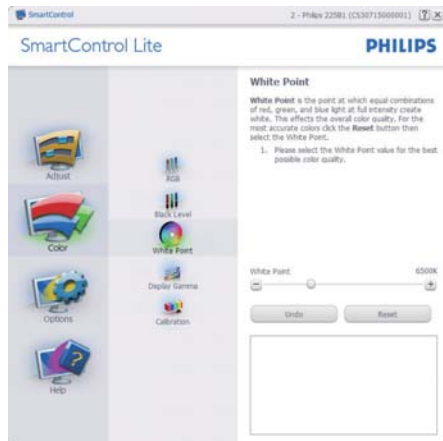 SmartControl
2 - Philips 225B1 (CS30715000001)
SmartControl Lite
PHILIPS
Adjust
Color
Options
Help
RGB
Black Level
White Point
Display Gamma
Calibration
White Point
White Point is the point at which equal combinations
of red, green, and blue light at full intensity create
white. This effects the overall color quality. For the
most accurate colors click the Reset button then
select the White Point.
1. Please select the White Point value for the best
possible color quality.
White Point 6500K
Undo Reset